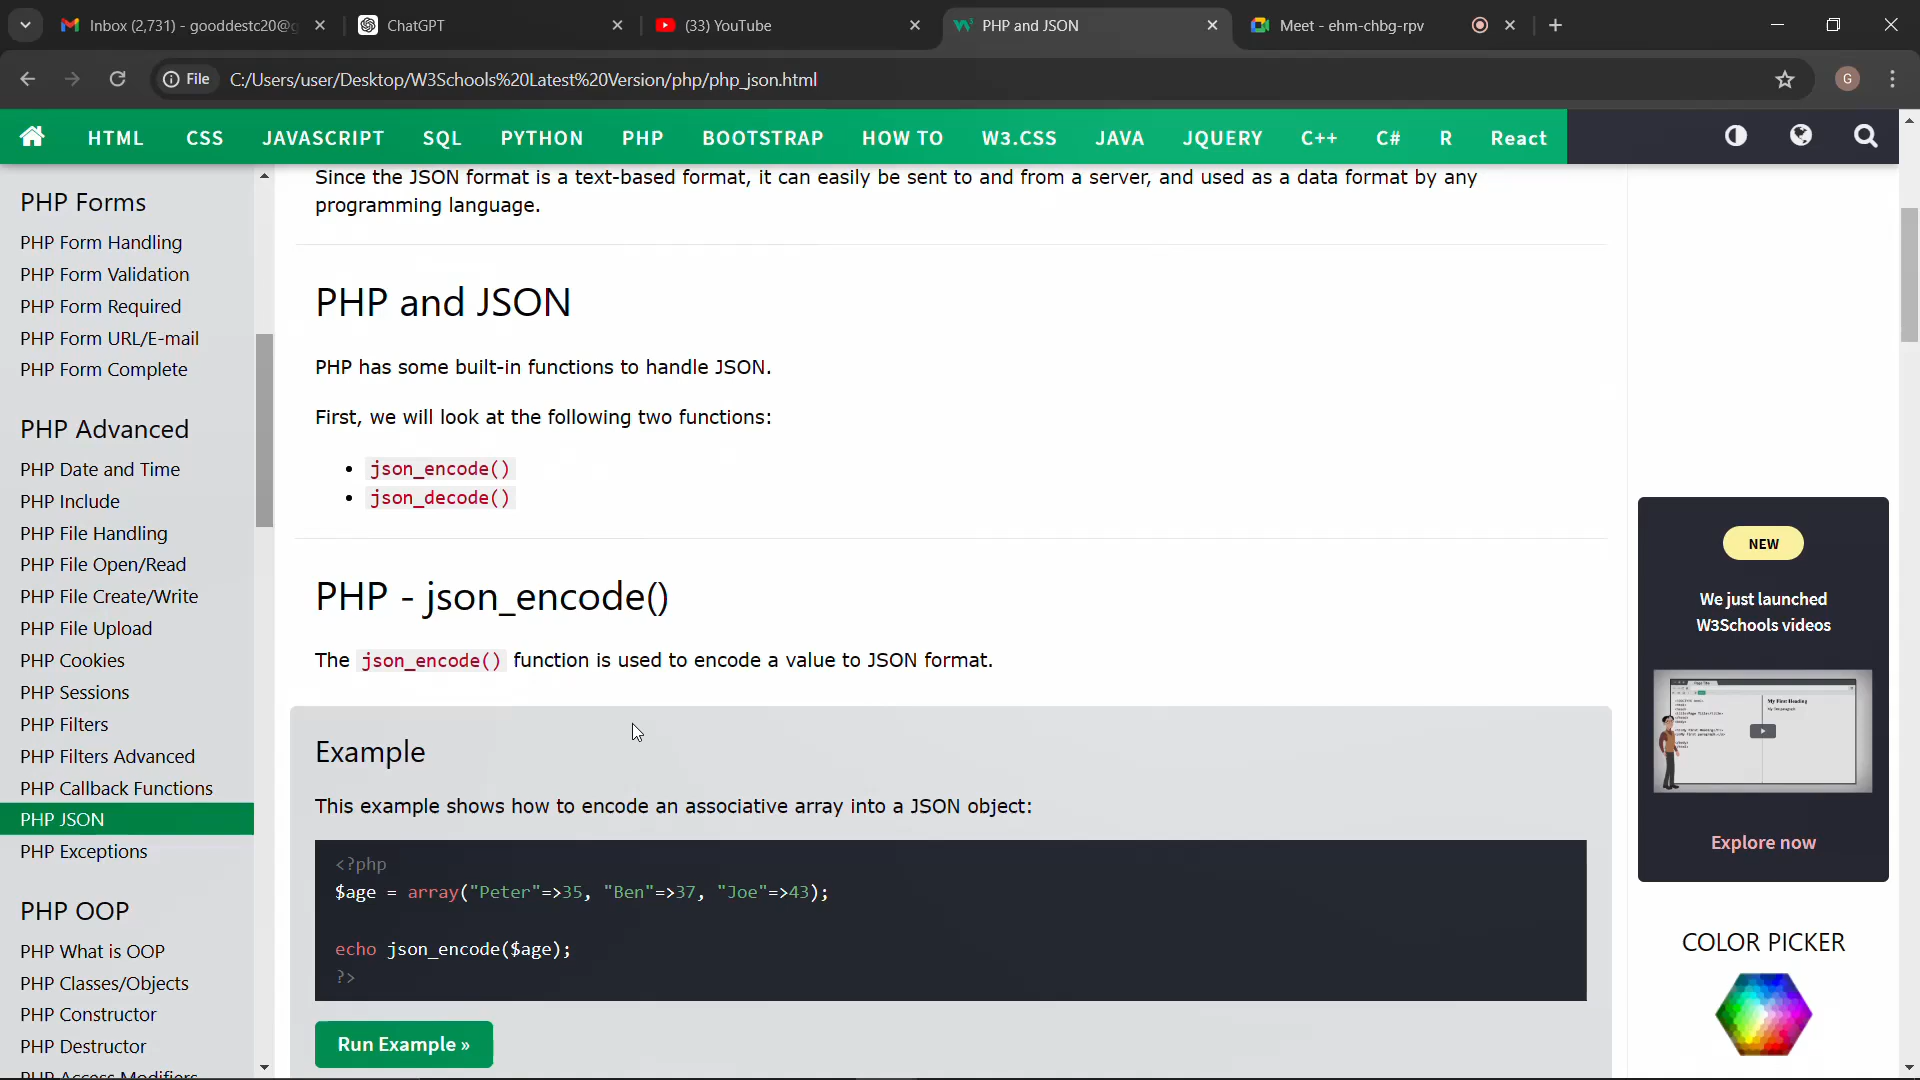 Inbox (2,731) - gooddestc20@g
ChatGPT
(33) YouTube
PHP and JSON
Meet - ehm-chbg-rpv
File
C:/Users/user/Desktop/W3Schools%20Latest%20Version/php/php_json.html
G
HTML CSS JAVASCRIPT SQL PYTHON PHP BOOTSTRAP HOW TO W3.CSS JAVA JQUERY C++ C# R React
PHP Forms
PHP Form Handling
PHP Form Validation
PHP Form Required
PHP Form URL/E-mail
PHP Form Complete
PHP Advanced
PHP Date and Time
PHP Include
PHP File Handling
PHP File Open/Read
PHP File Create/Write
PHP File Upload
PHP Cookies
PHP Sessions
PHP Filters
PHP Filters Advanced
PHP Callback Functions
PHP JSON
PHP Exceptions
PHP OOP
PHP What is OOP
PHP Classes/Objects
PHP Constructor
PHP Destructor
PHP Access Modifiers
Since the JSON format is a text-based format, it can easily be sent to and from a server, and used as a data format by any
programming language.
PHP and JSON
PHP has some built-in functions to handle JSON.
First, we will look at the following two functions:
• json_encode()
• json_decode()
PHP - json_encode()
The json_encode() function is used to encode a value to JSON format.
Example
This example shows how to encode an associative array into a JSON object:
<?php
$age = array("Peter"=>35, "Ben"=>37, "Joe"=>43);
echo json_encode($age);
?>
Run Example »
NEW
We just launched
W3Schools videos
My First Heading
Explore now
COLOR PICKER